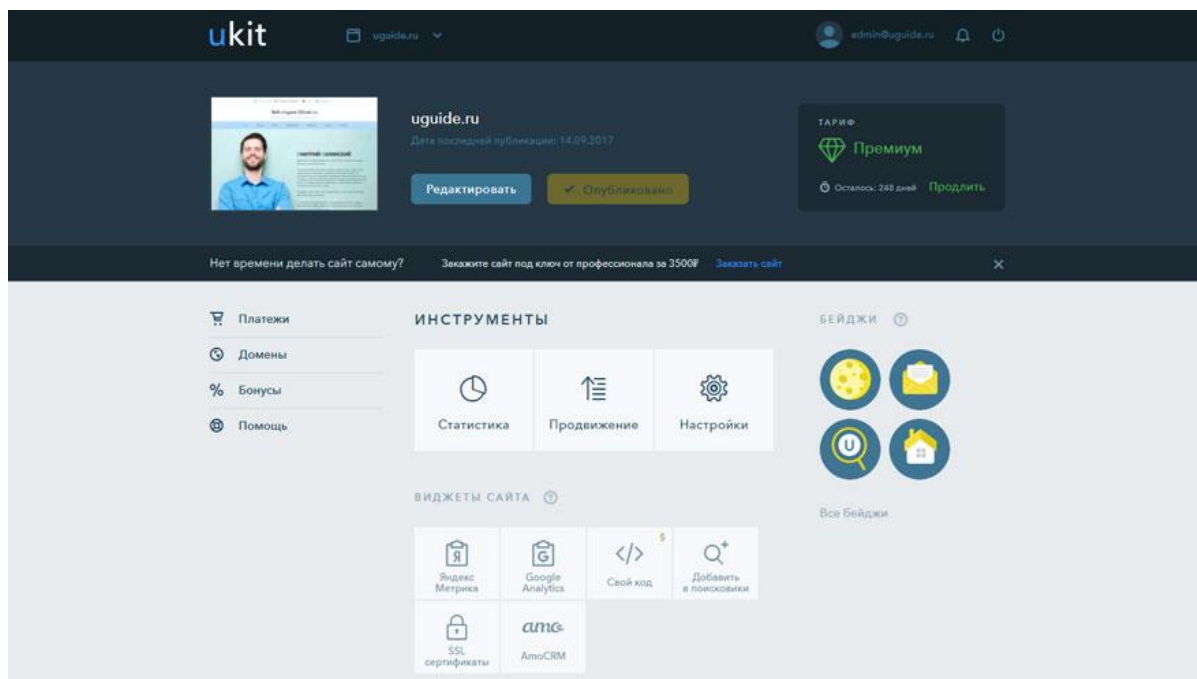 ukit
uguide.ru
admin@uguide.ru
uguide.ru
Дата последней публикации: 14.09.2017
Редактировать
Опубликовано
ТАРИФ
Премиум
Осталось: 248 дней Продлить
Нет времени делать сайт самому? Закажите сайт под ключ от профессионала за 3500₽ Заказать сайт
Платежи
Домены
Бонусы
Помощь
ИНСТРУМЕНТЫ
Статистика
Продвижение
Настройки
ВИДЖЕТЫ САЙТА ?
Я
Яндекс
Метрика
G
Google
Analytics
$
</>
Свой код
Добавить
в поисковики
SSL
сертификаты
amo
AmoCRM
БЕЙДЖИ ?
U
Все бейджи